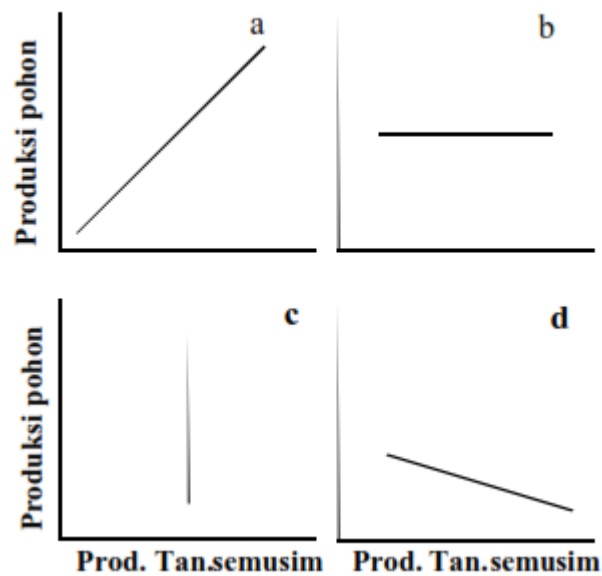 a
b
Produksi pohon
c
d
Produksi pohon
Prod. Tan.semusim
Prod. Tan.semusim